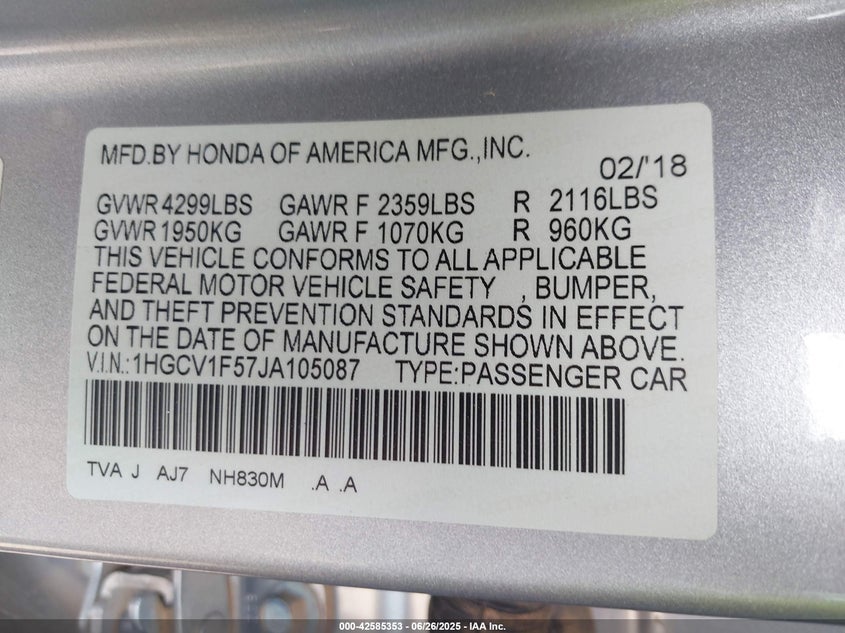 MFD.BY HONDA OF AMERICA MFG.,INC.
02/'18
GVWR 4299LBS GAWR F 2359LBS R 2116LBS
GVWR 1950KG GAWR F 1070KG R 960KG
THIS VEHICLE CONFORMS TO ALL APPLICABLE
FEDERAL MOTOR VEHICLE SAFETY , BUMPER,
AND THEFT PREVENTION STANDARDS IN EFFECT
ON THE DATE OF MANUFACTURE SHOWN ABOVE.
V.I.N.:1HGCV1F57JA105087 TYPE:PASSENGER CAR
TVA J AJ7 NH830M .A .A
000-42585353 - 06/26/2025 - IAA Inc.